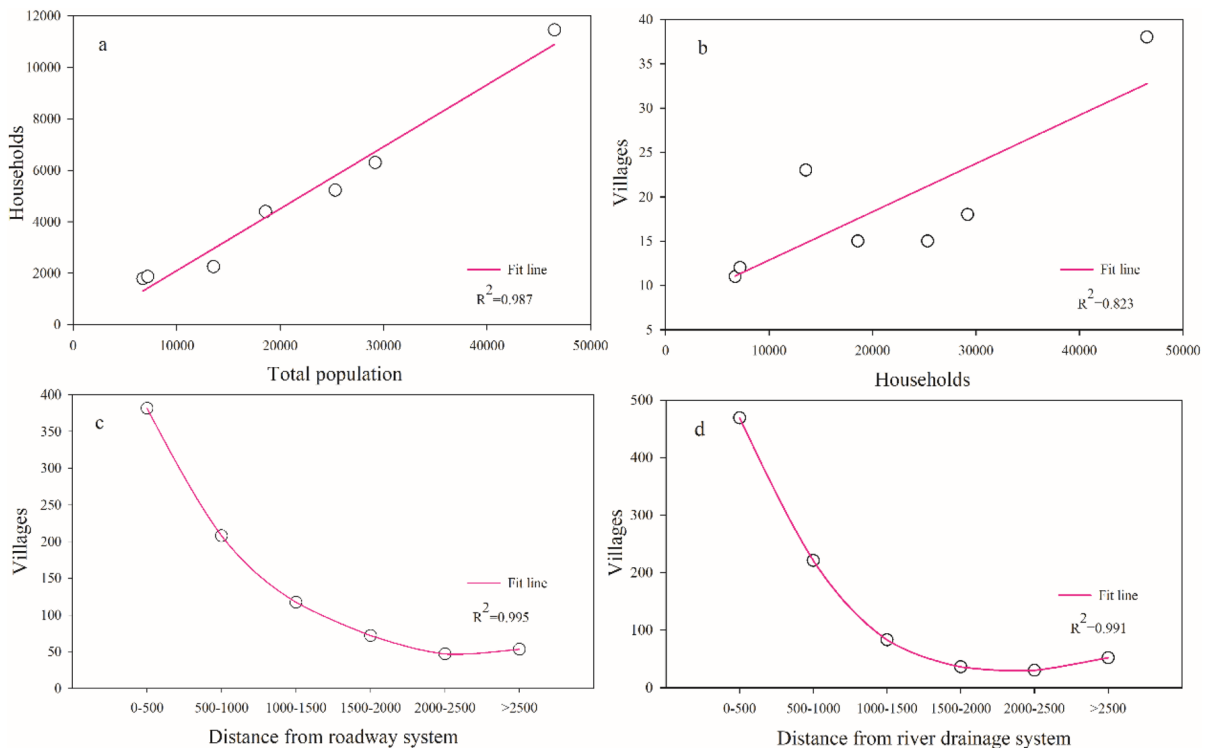 a
12000
10000
8000
6000
4000
2000
0
Households
0 10000 20000 30000 40000 50000
Total population
Fit line
R2=0.987
b
40
35
30
25
20
15
10
5
Villages
0 10000 20000 30000 40000 50000
Households
Fit line
R2=0.823
c
400
350
300
250
200
150
100
50
0
Villages
0-500 500-1000 1000-1500 1500-2000 2000-2500 >2500
Distance from roadway system
Fit line
R2=0.995
d
500
400
300
200
100
0
Villages
0-500 500-1000 1000-1500 1500-2000 2000-2500 >2500
Distance from river drainage system
Fit line
R2=0.991